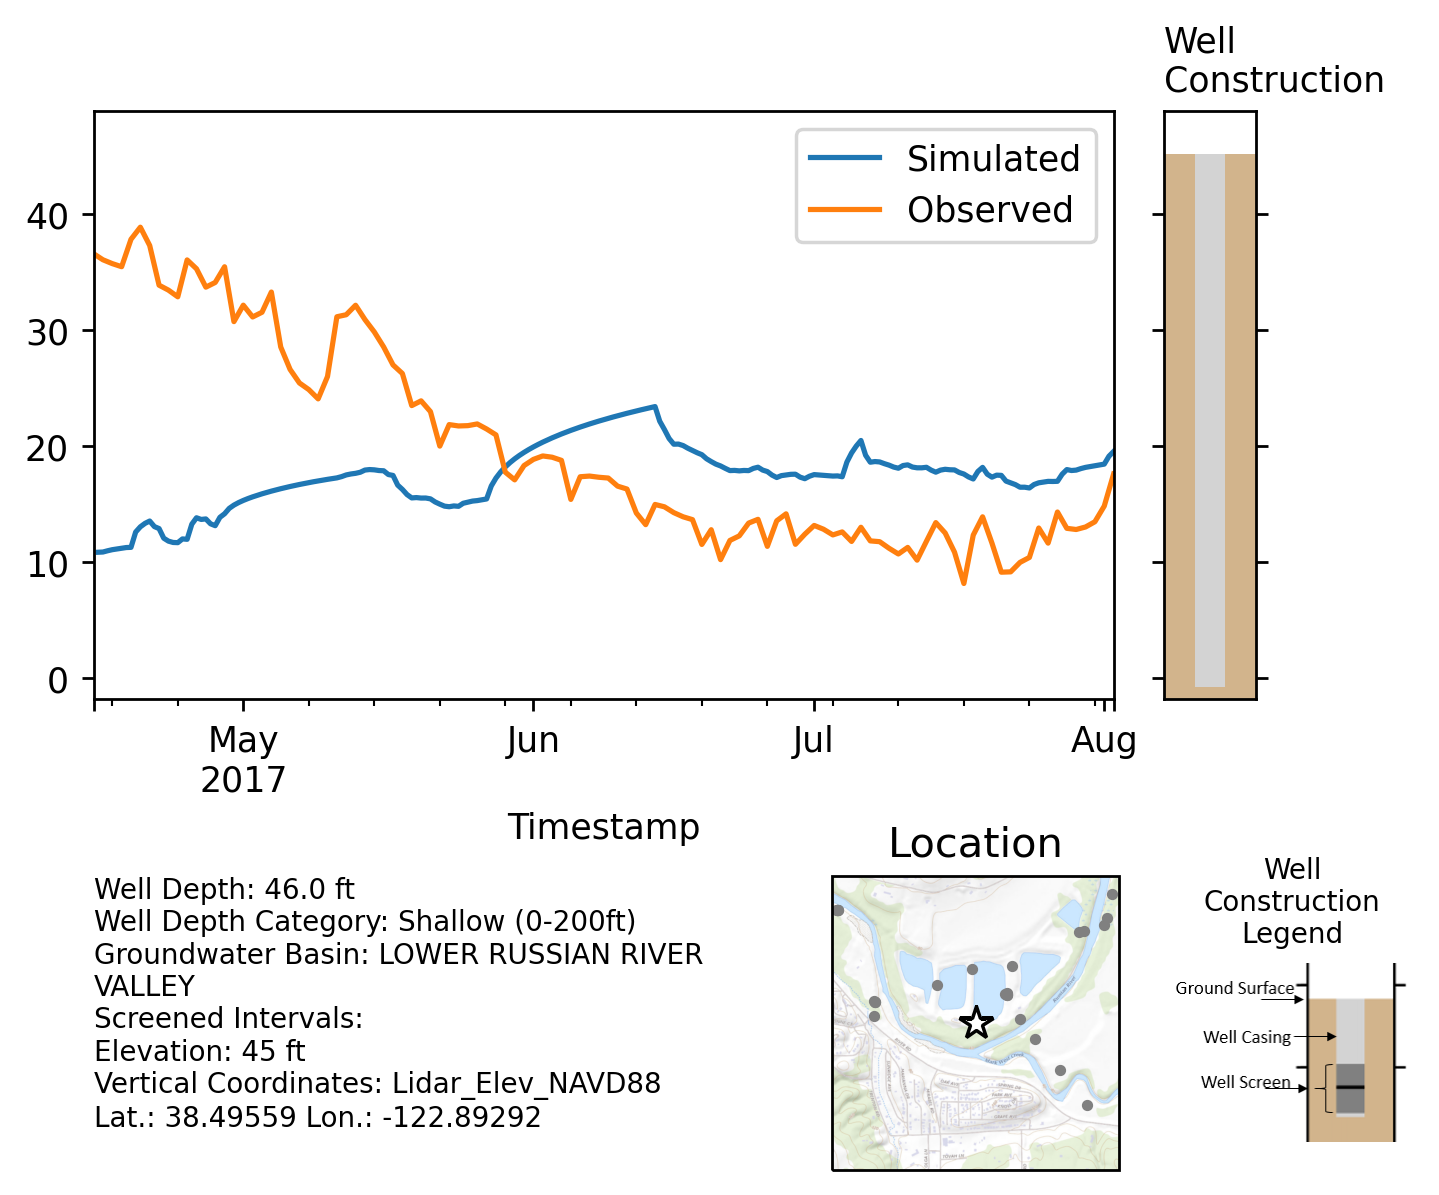 Well
Construction
Simulated
Observed
40
30
20
10
0
May
2017
Jun
Jul
Aug
Timestamp
Well Depth: 46.0 ft
Well Depth Category: Shallow (0-200ft)
Groundwater Basin: LOWER RUSSIAN RIVER
VALLEY
Screened Intervals:
Elevation: 45 ft
Vertical Coordinates: Lidar_Elev_NAVD88
Lat.: 38.49559 Lon.: -122.89292
Location
Well
Construction
Legend
Ground Surface
Well Casing
Well Screen